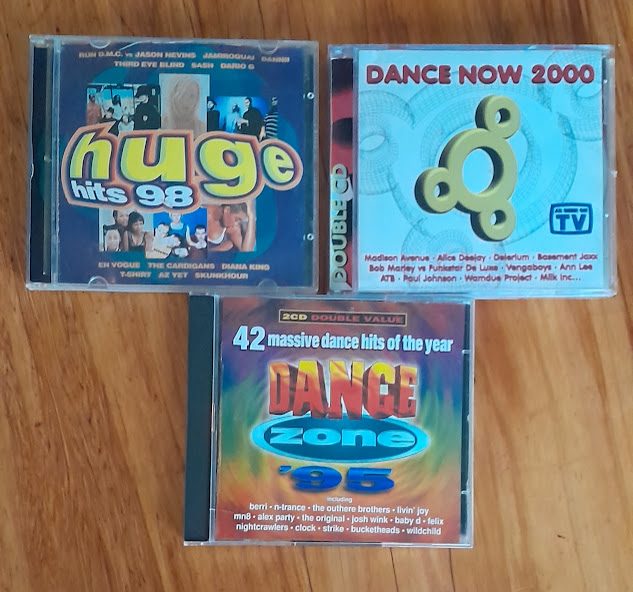 RUN D.M.C. vs JASON NEVINS JAMIROQUAI DANNII
THIRD EYE BLIND SASH DARIO G
huge
hits 98
EN VOGUE THE CARDIGANS DIANA KING
T-SHIRT AZ YET SKUNKHOUR
DOUBLE CD
DANCE NOW 2000
TV
Madison Avenue · Alice Deejay · Delerium · Basement Jaxx
Bob Marley vs Funkstar De Luxe · Vengaboys · Ann Lee
ATB · Paul Johnson · Wamdue Project · Milk Inc...
2CD DOUBLE VALUE
42 massive dance hits of the year
DANCE
zone
'95
including
berri · n-trance · the outhere brothers · livin' joy
mn8 · alex party · the original · josh wink · baby d · felix
nightcrawlers · clock · strike · bucketheads · wildchild